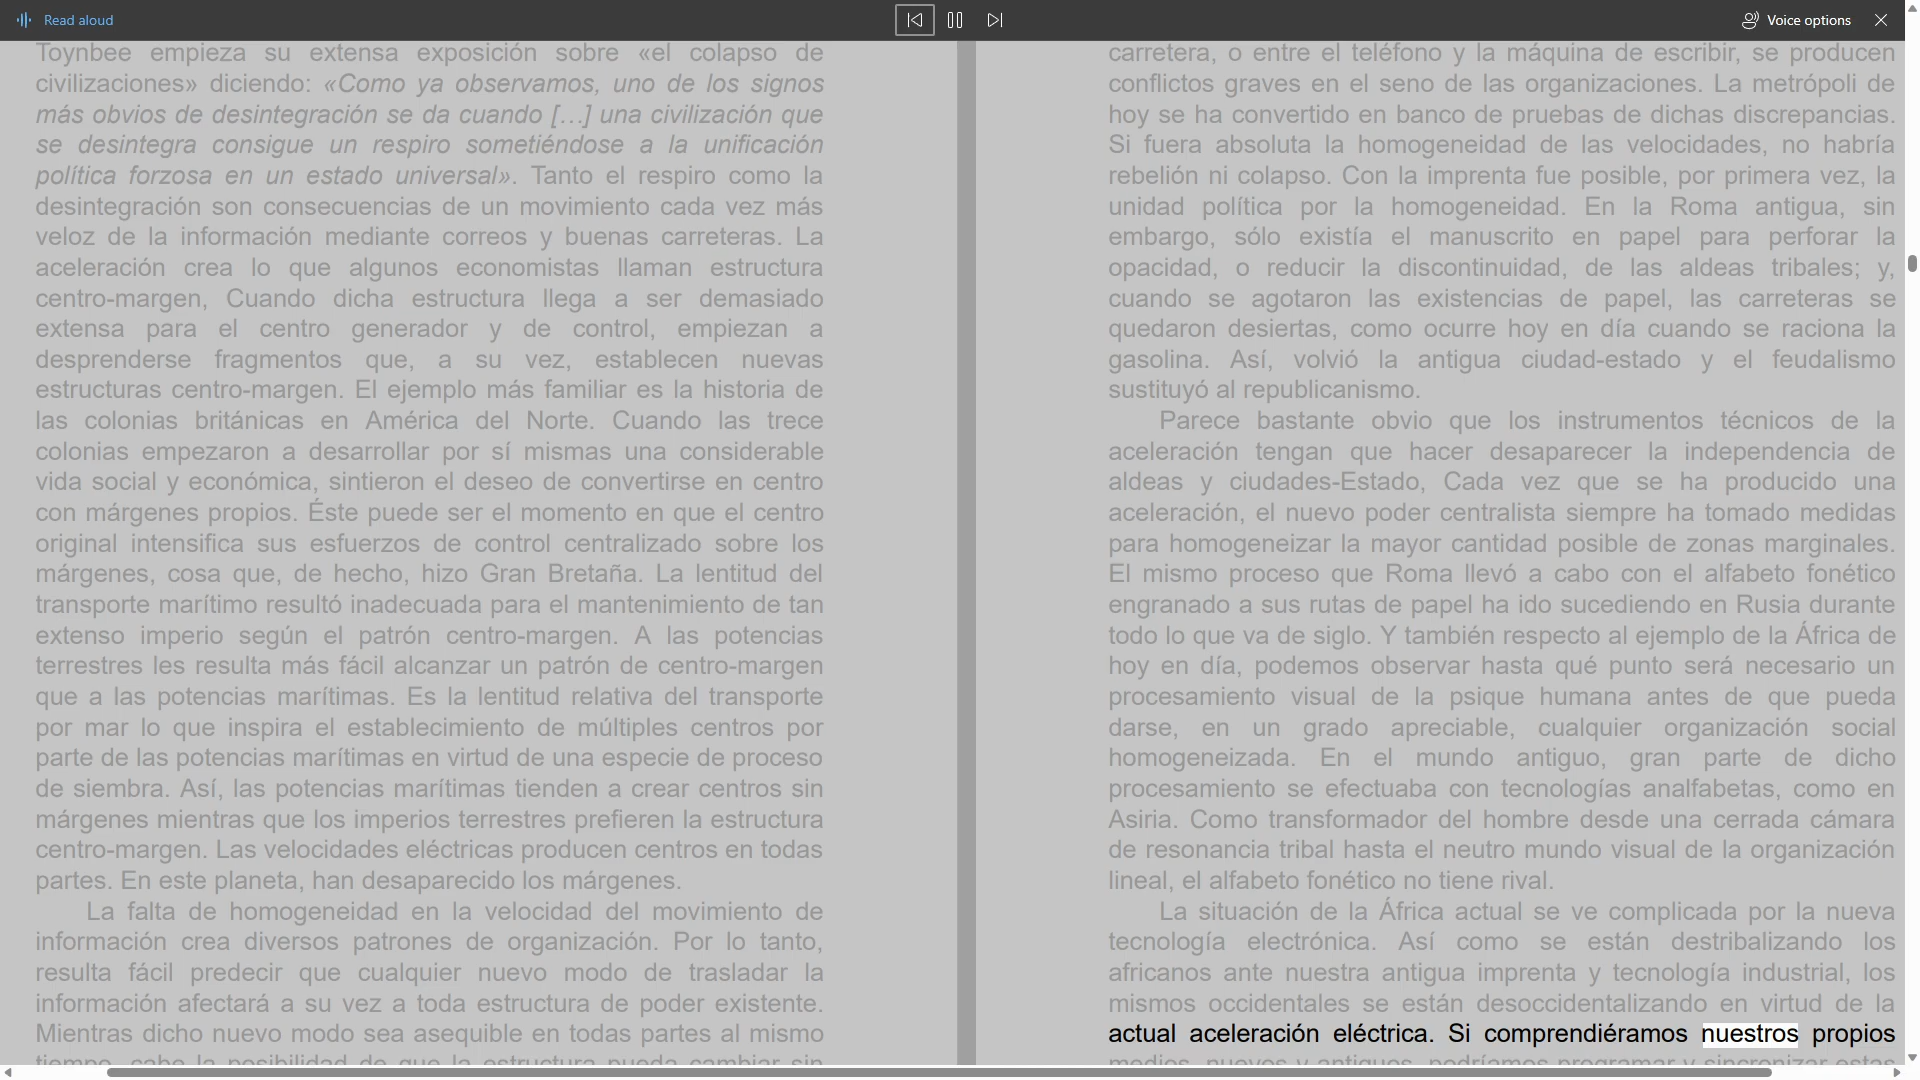 Read aloud
Voice options
Toynbee empieza su extensa exposición sobre «el colapso de
civilizaciones» diciendo: «Como ya observamos, uno de los signos
más obvios de desintegración se da cuando [...] una civilización que
se desintegra consigue un respiro sometiéndose a la unificación
política forzosa en un estado universal». Tanto el respiro como la
desintegración son consecuencias de un movimiento cada vez más
veloz de la información mediante correos y buenas carreteras. La
aceleración crea lo que algunos economistas llaman estructura
centro-margen, Cuando dicha estructura llega a ser demasiado
extensa para el centro generador y de control, empiezan a
desprenderse fragmentos que, a su vez, establecen nuevas
estructuras centro-margen. El ejemplo más familiar es la historia de
las colonias británicas en América del Norte. Cuando las trece
colonias empezaron a desarrollar por sí mismas una considerable
vida social y económica, sintieron el deseo de convertirse en centro
con márgenes propios. Éste puede ser el momento en que el centro
original intensifica sus esfuerzos de control centralizado sobre los
márgenes, cosa que, de hecho, hizo Gran Bretaña. La lentitud del
transporte marítimo resultó inadecuada para el mantenimiento de tan
extenso imperio según el patrón centro-margen. A las potencias
terrestres les resulta más fácil alcanzar un patrón de centro-margen
que a las potencias marítimas. Es la lentitud relativa del transporte
por mar lo que inspira el establecimiento de múltiples centros por
parte de las potencias marítimas en virtud de una especie de proceso
de siembra. Así, las potencias marítimas tienden a crear centros sin
márgenes mientras que los imperios terrestres prefieren la estructura
centro-margen. Las velocidades eléctricas producen centros en todas
partes. En este planeta, han desaparecido los márgenes.
La falta de homogeneidad en la velocidad del movimiento de
información crea diversos patrones de organización. Por lo tanto,
resulta fácil predecir que cualquier nuevo modo de trasladar la
información afectará a su vez a toda estructura de poder existente.
Mientras dicho nuevo modo sea asequible en todas partes al mismo
tiempo, cabe la posibilidad de que la estructura pueda cambiar sin
carretera, o entre el teléfono y la máquina de escribir, se producen
conflictos graves en el seno de las organizaciones. La metrópoli de
hoy se ha convertido en banco de pruebas de dichas discrepancias.
Si fuera absoluta la homogeneidad de las velocidades, no habría
rebelión ni colapso. Con la imprenta fue posible, por primera vez, la
unidad política por la homogeneidad. En la Roma antigua, sin
embargo, sólo existía el manuscrito en papel para perforar la
opacidad, o reducir la discontinuidad, de las aldeas tribales; y,
cuando se agotaron las existencias de papel, las carreteras se
quedaron desiertas, como ocurre hoy en día cuando se raciona la
gasolina. Así, volvió la antigua ciudad-estado y el feudalismo
sustituyó al republicanismo.
Parece bastante obvio que los instrumentos técnicos de la
aceleración tengan que hacer desaparecer la independencia de
aldeas y ciudades-Estado, Cada vez que se ha producido una
aceleración, el nuevo poder centralista siempre ha tomado medidas
para homogeneizar la mayor cantidad posible de zonas marginales.
El mismo proceso que Roma llevó a cabo con el alfabeto fonético
engranado a sus rutas de papel ha ido sucediendo en Rusia durante
todo lo que va de siglo. Y también respecto al ejemplo de la África de
hoy en día, podemos observar hasta qué punto será necesario un
procesamiento visual de la psique humana antes de que pueda
darse, en un grado apreciable, cualquier organización social
homogeneizada. En el mundo antiguo, gran parte de dicho
procesamiento se efectuaba con tecnologías analfabetas, como en
Asiria. Como transformador del hombre desde una cerrada cámara
de resonancia tribal hasta el neutro mundo visual de la organización
lineal, el alfabeto fonético no tiene rival.
La situación de la África actual se ve complicada por la nueva
tecnología electrónica. Así como se están destribalizando los
africanos ante nuestra antigua imprenta y tecnología industrial, los
mismos occidentales se están desoccidentalizando en virtud de la
actual aceleración eléctrica. Si comprendiéramos nuestros propios
medios, nuevos y antiguos, podríamos programar y sincronizar estas